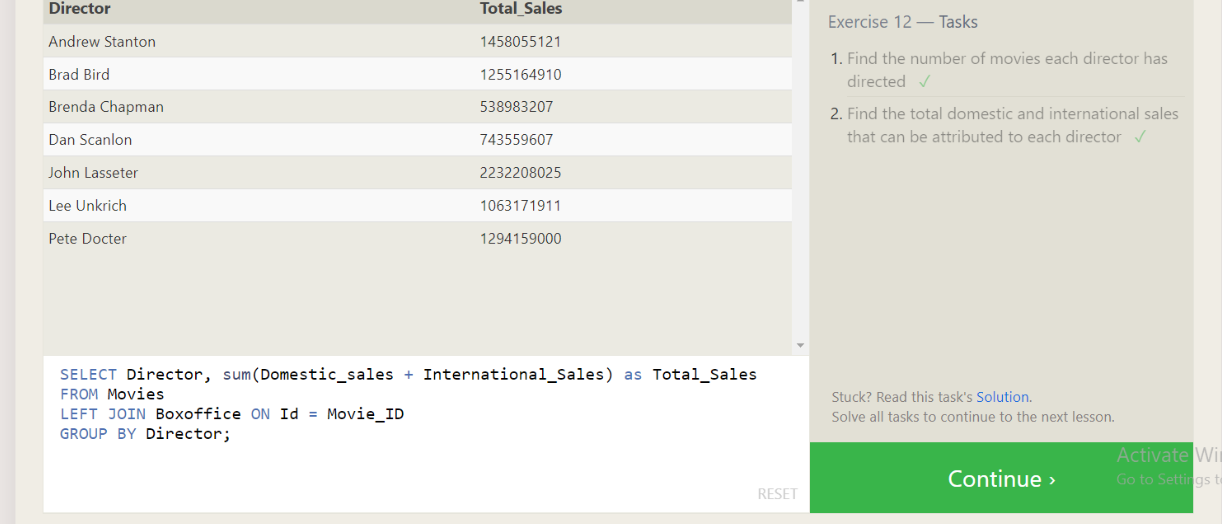 Director Total_Sales
Andrew Stanton 1458055121
Brad Bird 1255164910
Brenda Chapman 538983207
Dan Scanlon 743559607
John Lasseter 2232208025
Lee Unkrich 1063171911
Pete Docter 1294159000
SELECT Director, sum(Domestic_sales + International_Sales) as Total_Sales
FROM Movies
LEFT JOIN Boxoffice ON Id = Movie_ID
GROUP BY Director;
RESET
Exercise 12 — Tasks
1. Find the number of movies each director has
directed ✓
2. Find the total domestic and international sales
that can be attributed to each director ✓
Stuck? Read this task's Solution.
Solve all tasks to continue to the next lesson.
Continue ›
Activate Wi
Go to Settings t